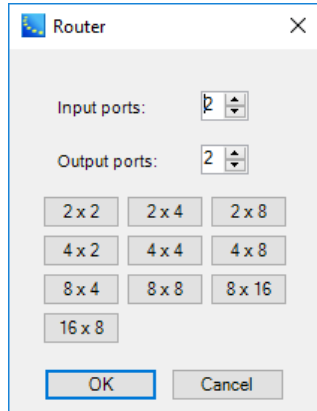 Router
Input ports: 2
Output ports: 2
2 x 2 2 x 4 2 x 8
4 x 2 4 x 4 4 x 8
8 x 4 8 x 8 8 x 16
16 x 8
OK Cancel